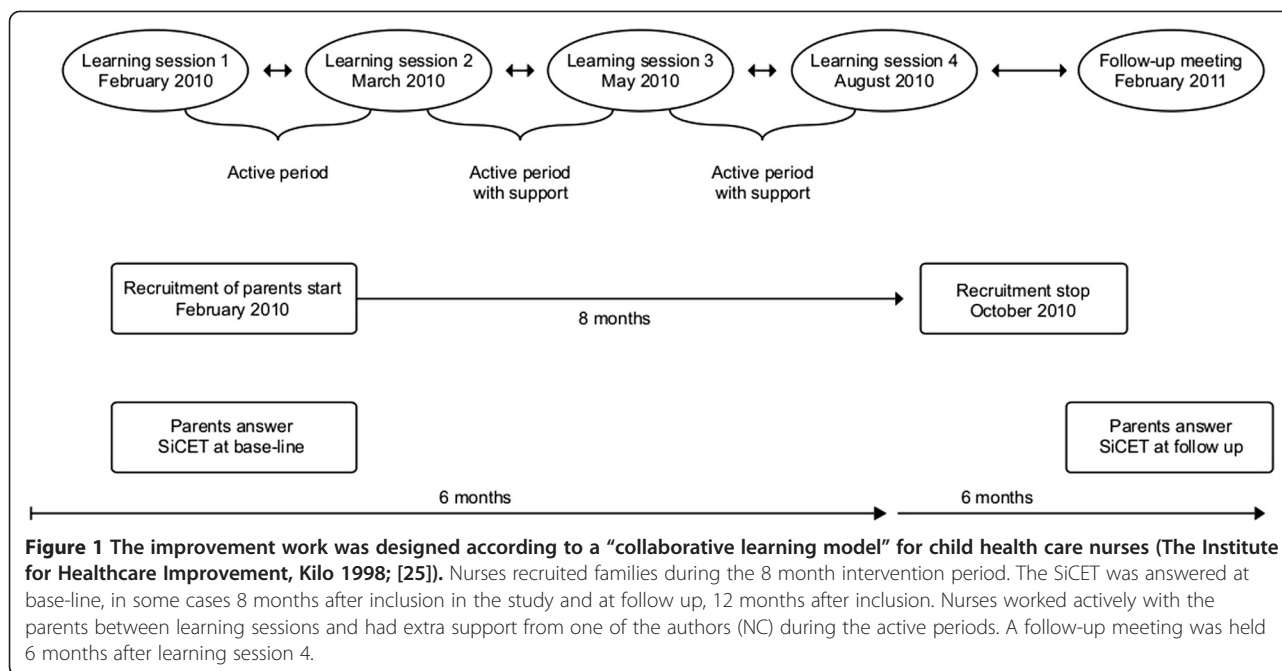 Learning session 1
February 2010
Learning session 2
March 2010
Learning session 3
May 2010
Learning session 4
August 2010
Follow-up meeting
February 2011
Active period
Active period
with support
Active period
with support
Recruitment of parents start
February 2010
8 months
Recruitment stop
October 2010
Parents answer
SiCET at base-line
Parents answer
SiCET at follow up
6 months
6 months
Figure 1 The improvement work was designed according to a “collaborative learning model” for child health care nurses (The Institute
for Healthcare Improvement, Kilo 1998; [25]). Nurses recruited families during the 8 month intervention period. The SiCET was answered at
base-line, in some cases 8 months after inclusion in the study and at follow up, 12 months after inclusion. Nurses worked actively with the
parents between learning sessions and had extra support from one of the authors (NC) during the active periods. A follow-up meeting was held
6 months after learning session 4.